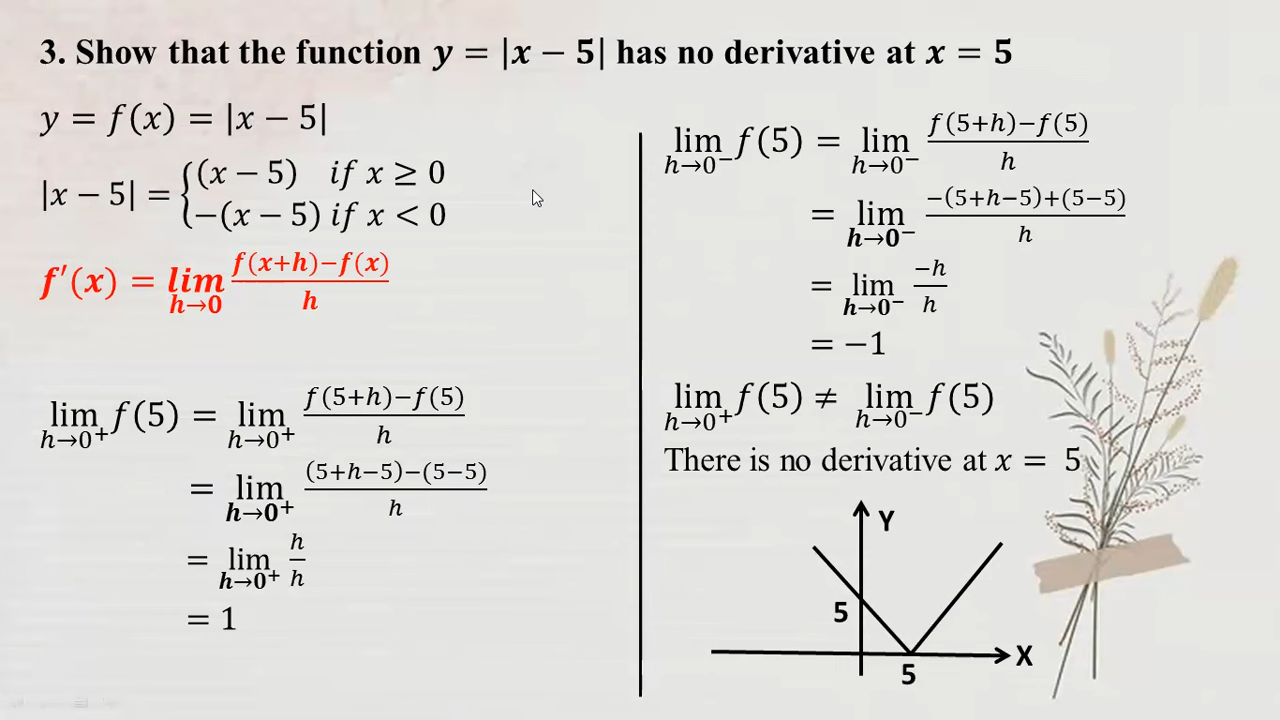 3. Show that the function y = |x − 5| has no derivative at x = 5
y = f(x) = |x − 5|
|x − 5| = { (x − 5) if x ≥ 0
−(x − 5) if x < 0
f′(x) = lim h→0 (f(x+h)−f(x))/h
lim h→0⁺ f(5) = lim h→0⁺ (f(5+h)−f(5))/h
= lim h→0⁺ ((5+h−5)−(5−5))/h
= lim h→0⁺ h/h
= 1
lim h→0⁻ f(5) = lim h→0⁻ (f(5+h)−f(5))/h
= lim h→0⁻ (−(5+h−5)+(5−5))/h
= lim h→0⁻ −h/h
= −1
lim h→0⁺ f(5) ≠ lim h→0⁻ f(5)
There is no derivative at x = 5
Y
5
X
5